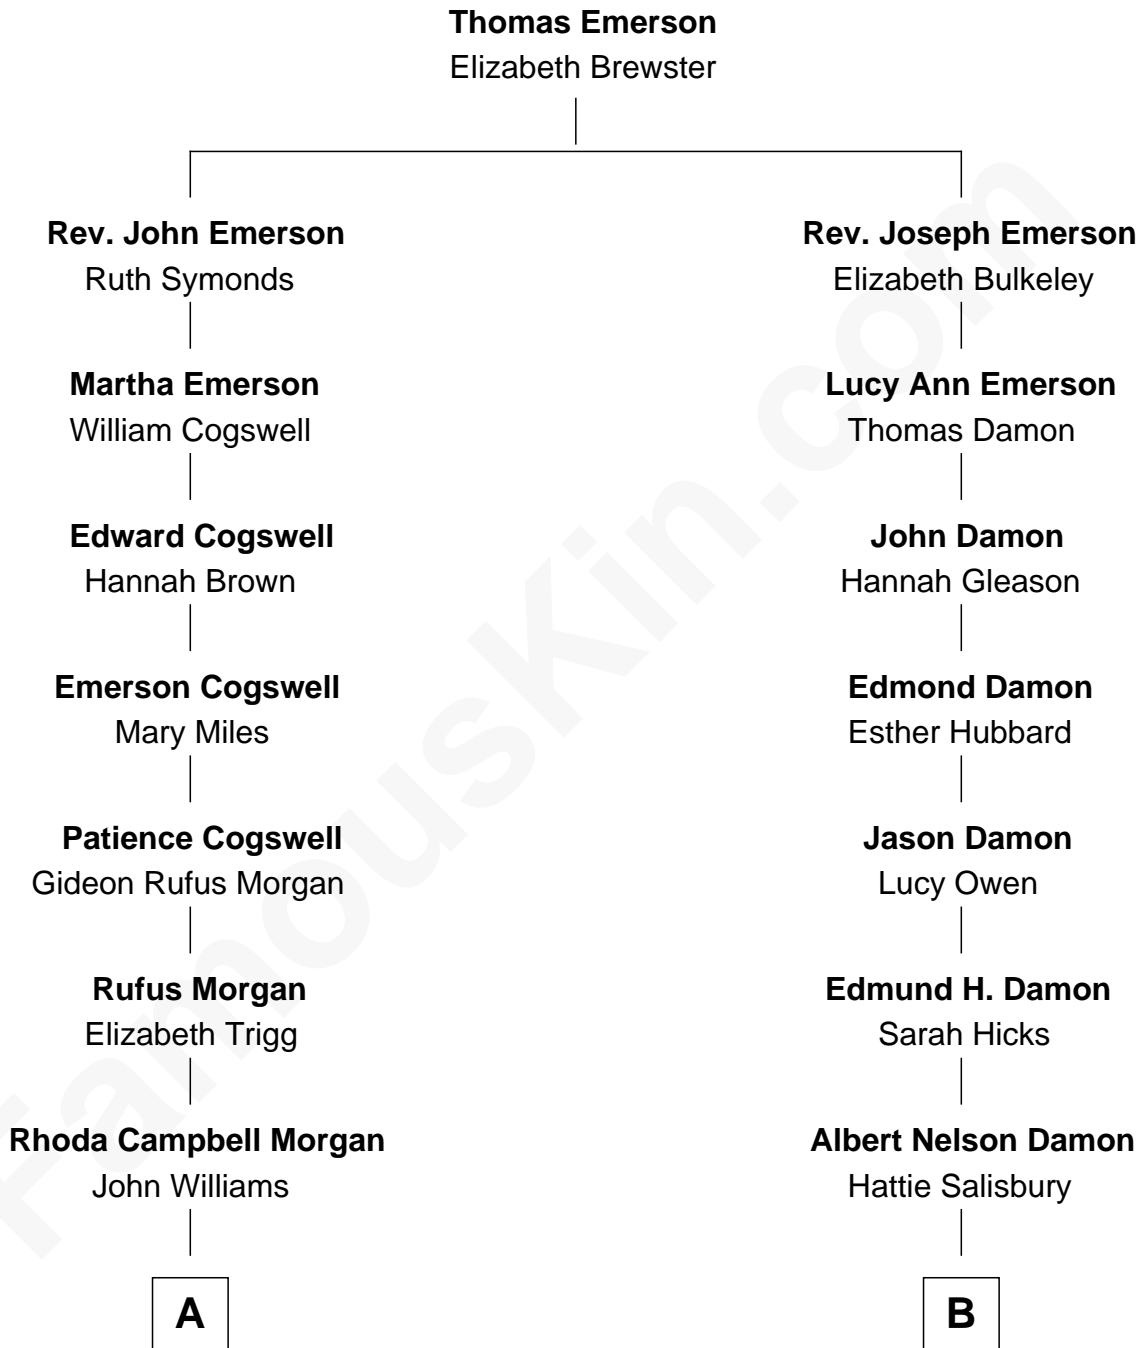 Thomas Emerson
Elizabeth Brewster
Rev. John Emerson
Ruth Symonds
Rev. Joseph Emerson
Elizabeth Bulkeley
Martha Emerson
William Cogswell
Lucy Ann Emerson
Thomas Damon
Edward Cogswell
Hannah Brown
John Damon
Hannah Gleason
Emerson Cogswell
Mary Miles
Edmond Damon
Esther Hubbard
Patience Cogswell
Gideon Rufus Morgan
Jason Damon
Lucy Owen
Rufus Morgan
Elizabeth Trigg
Edmund H. Damon
Sarah Hicks
Rhoda Campbell Morgan
John Williams
Albert Nelson Damon
Hattie Salisbury
A
B
FamousKin.com